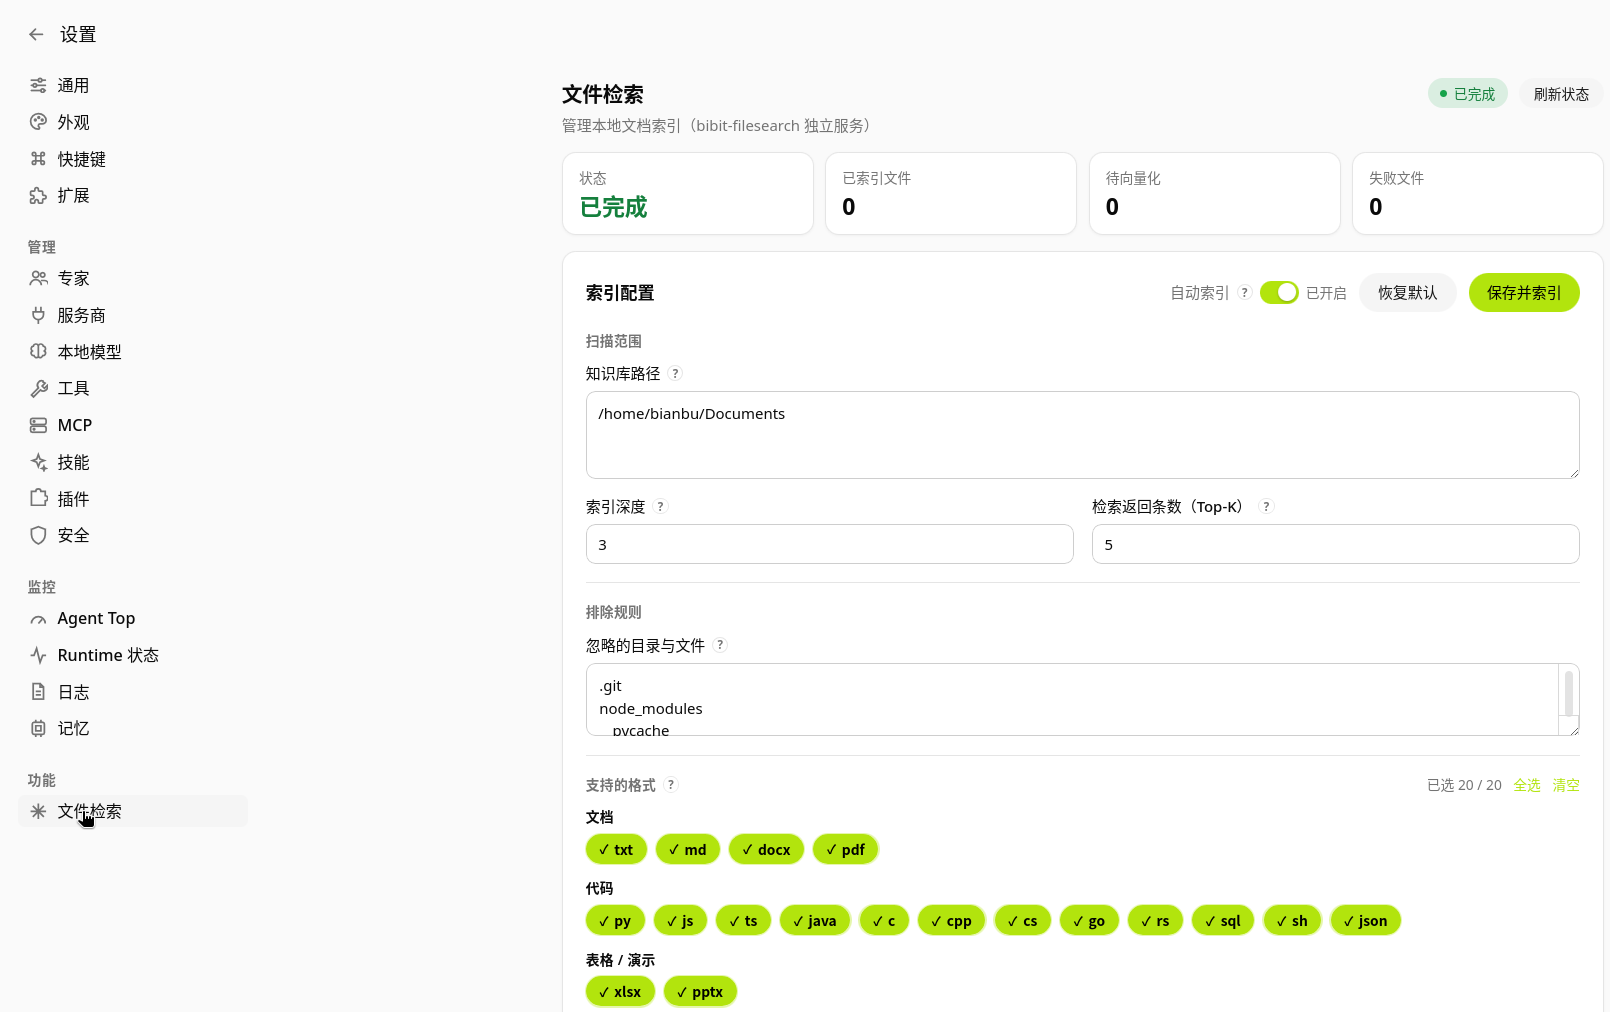 设置
通用
外观
快捷键
扩展
管理
专家
服务商
本地模型
工具
MCP
技能
插件
安全
监控
Agent Top
Runtime 状态
日志
记忆
功能
文件检索
文件检索
已完成
刷新状态
管理本地文档索引（bibit-filesearch 独立服务）
状态
已完成
已索引文件
0
待向量化
0
失败文件
0
索引配置
自动索引 ?
已开启
恢复默认
保存并索引
扫描范围
知识库路径 ?
/home/bianbu/Documents
索引深度 ?
3
检索返回条数（Top-K） ?
5
排除规则
忽略的目录与文件 ?
.git
node_modules
pycache
支持的格式 ?
已选 20 / 20 全选 清空
文档
✓ txt ✓ md ✓ docx ✓ pdf
代码
✓ py ✓ js ✓ ts ✓ java ✓ c ✓ cpp ✓ cs ✓ go ✓ rs ✓ sql ✓ sh ✓ json
表格 / 演示
✓ xlsx ✓ pptx